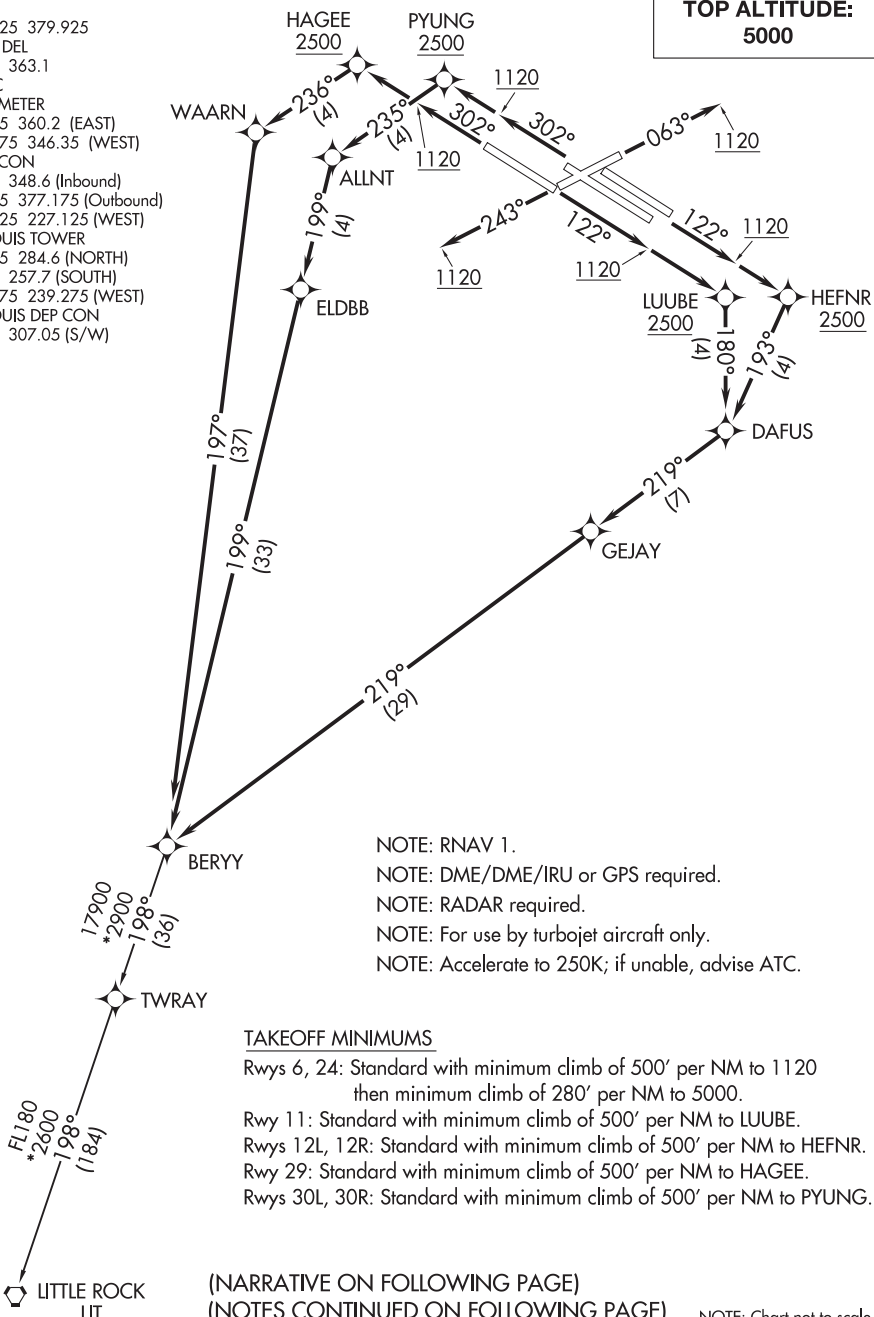 25 379.925
DEL
363.1
5 360.2 (EAST)
75 346.35 (WEST)
CON
348.6 (Inbound)
5 377.175 (Outbound)
25 227.125 (WEST)
5 284.6 (NORTH)
TOWER
257.7 (SOUTH)
75 239.275 (WEST)
DEP CON
307.05 (S/W)
TOP ALTITUDE:
5000
HAGEE
2500
PYUNG
2500
WAARN
236°
(4)
235°
(4)
302°
1120
302°
1120
063°
1120
ALLNT
199°
(4)
243°
1120
122°
1120
122°
1120
ELDBB
LUUBE
2500
HEFNR
2500
180°
(4)
193°
(4)
DAFUS
197°
(37)
199°
(33)
219°
(7)
GEJAY
219°
(29)
BERYY
17900
*2900
198°
(36)
TWRAY
FL180
*2600
198°
(184)
LITTLE ROCK
LIT
NOTE: RNAV 1.
NOTE: DME/DME/IRU or GPS required.
NOTE: RADAR required.
NOTE: For use by turbojet aircraft only.
NOTE: Accelerate to 250K; if unable, advise ATC.
TAKEOFF MINIMUMS
Rwys 6, 24: Standard with minimum climb of 500' per NM to 1120
then minimum climb of 280' per NM to 5000.
Rwy 11: Standard with minimum climb of 500' per NM to LUUBE.
Rwys 12L, 12R: Standard with minimum climb of 500' per NM to HEFNR.
Rwy 29: Standard with minimum climb of 500' per NM to HAGEE.
Rwys 30L, 30R: Standard with minimum climb of 500' per NM to PYUNG.
(NARRATIVE ON FOLLOWING PAGE)
(NOTES CONTINUED ON FOLLOWING PAGE)
NOTE: Chart not to scale